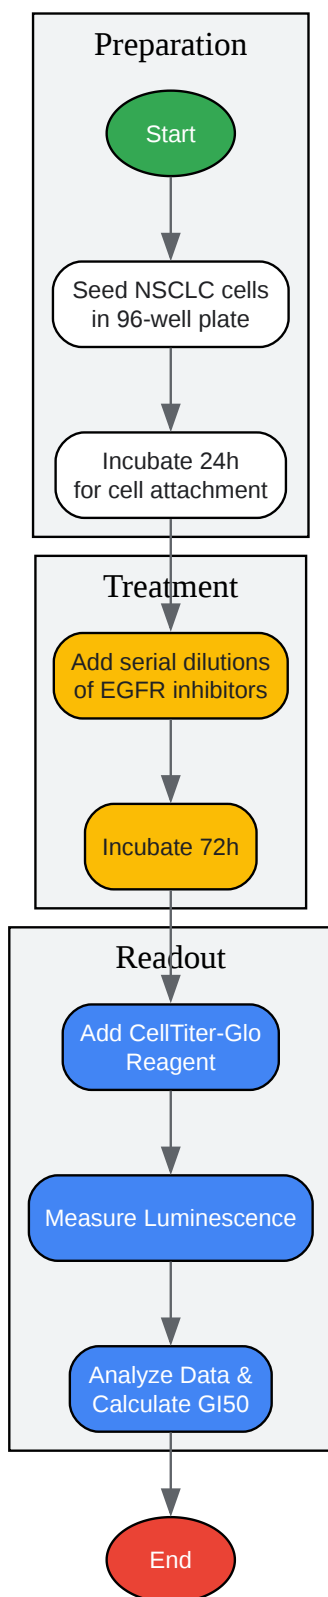 Preparation
Start
Seed NSCLC cells
in 96-well plate
Incubate 24h
for cell attachment
Treatment
Add serial dilutions
of EGFR inhibitors
Incubate 72h
Readout
Add CellTiter-Glo
Reagent
Measure Luminescence
Analyze Data &
Calculate GI50
End